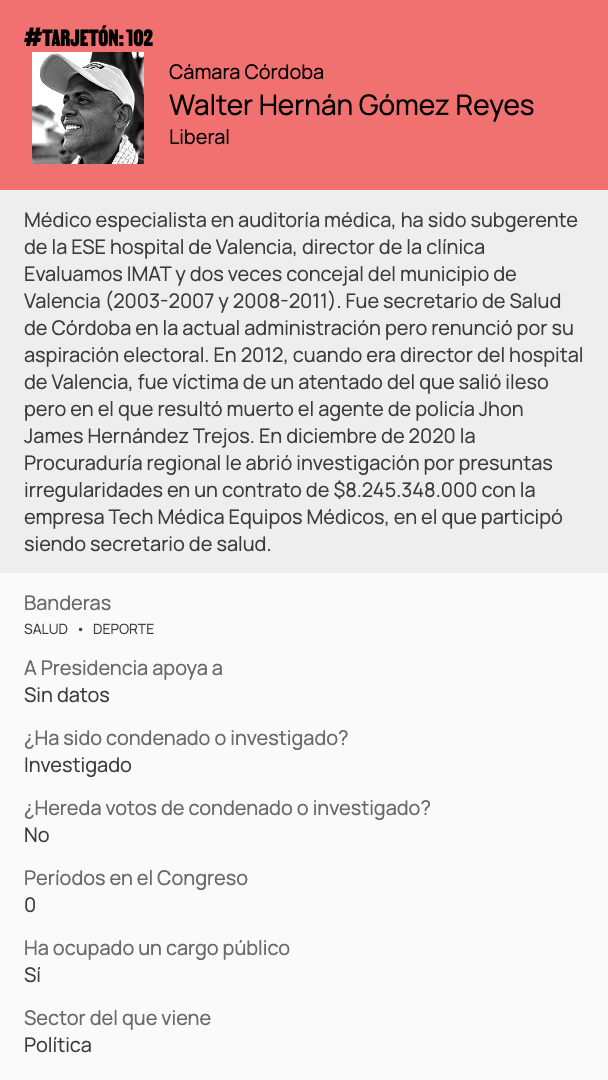 #TARJETÓN: 102
Cámara Córdoba
Walter Hernán Gómez Reyes
Liberal
Médico especialista en auditoría médica, ha sido subgerente
de la ESE hospital de Valencia, director de la clínica
Evaluamos IMAT y dos veces concejal del municipio de
Valencia (2003-2007 y 2008-2011). Fue secretario de Salud
de Córdoba en la actual administración pero renunció por su
aspiración electoral. En 2012, cuando era director del hospital
de Valencia, fue víctima de un atentado del que salió ileso
pero en el que resultó muerto el agente de policía Jhon
James Hernández Trejos. En diciembre de 2020 la
Procuraduría regional le abrió investigación por presuntas
irregularidades en un contrato de $8.245.348.000 con la
empresa Tech Médica Equipos Médicos, en el que participó
siendo secretario de salud.
Banderas
SALUD • DEPORTE
A Presidencia apoya a
Sin datos
¿Ha sido condenado o investigado?
Investigado
¿Hereda votos de condenado o investigado?
No
Períodos en el Congreso
0
Ha ocupado un cargo público
Sí
Sector del que viene
Política